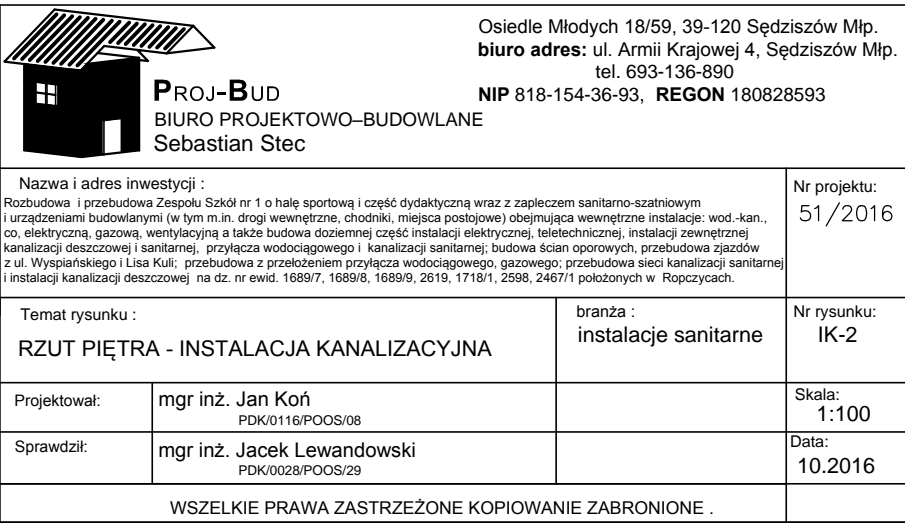 Osiedle Młodych 18/59, 39-120 Sędziszów Młp.
biuro adres: ul. Armii Krajowej 4, Sędziszów Młp.
tel. 693-136-890
NIP 818-154-36-93, REGON 180828593
PROJ-BUD
BIURO PROJEKTOWO–BUDOWLANE
Sebastian Stec
Nazwa i adres inwestycji :
Rozbudowa i przebudowa Zespołu Szkół nr 1 o halę sportową i część dydaktyczną wraz z zapleczem sanitarno-szatniowym
i urządzeniami budowlanymi (w tym m.in. drogi wewnętrzne, chodniki, miejsca postojowe) obejmująca wewnętrzne instalacje: wod.-kan.,
co, elektryczną, gazową, wentylacyjną a także budowa doziemnej część instalacji elektrycznej, teletechnicznej, instalacji zewnętrznej
kanalizacji deszczowej i sanitarnej, przyłącza wodociągowego i kanalizacji sanitarnej; budowa ścian oporowych, przebudowa zjazdów
z ul. Wyspiańskiego i Lisa Kuli; przebudowa z przełożeniem przyłącza wodociągowego, gazowego; przebudowa sieci kanalizacji sanitarnej
i instalacji kanalizacji deszczowej na dz. nr ewid. 1689/7, 1689/8, 1689/9, 2619, 1718/1, 2598, 2467/1 położonych w Ropczycach.
Nr projektu:
51/2016
Temat rysunku :
RZUT PIĘTRA - INSTALACJA KANALIZACYJNA
branża :
instalacje sanitarne
Nr rysunku:
IK-2
Projektował:
mgr inż. Jan Koń
PDK/0116/POOS/08
Skala:
1:100
Sprawdził:
mgr inż. Jacek Lewandowski
PDK/0028/POOS/29
Data:
10.2016
WSZELKIE PRAWA ZASTRZEŻONE KOPIOWANIE ZABRONIONE .